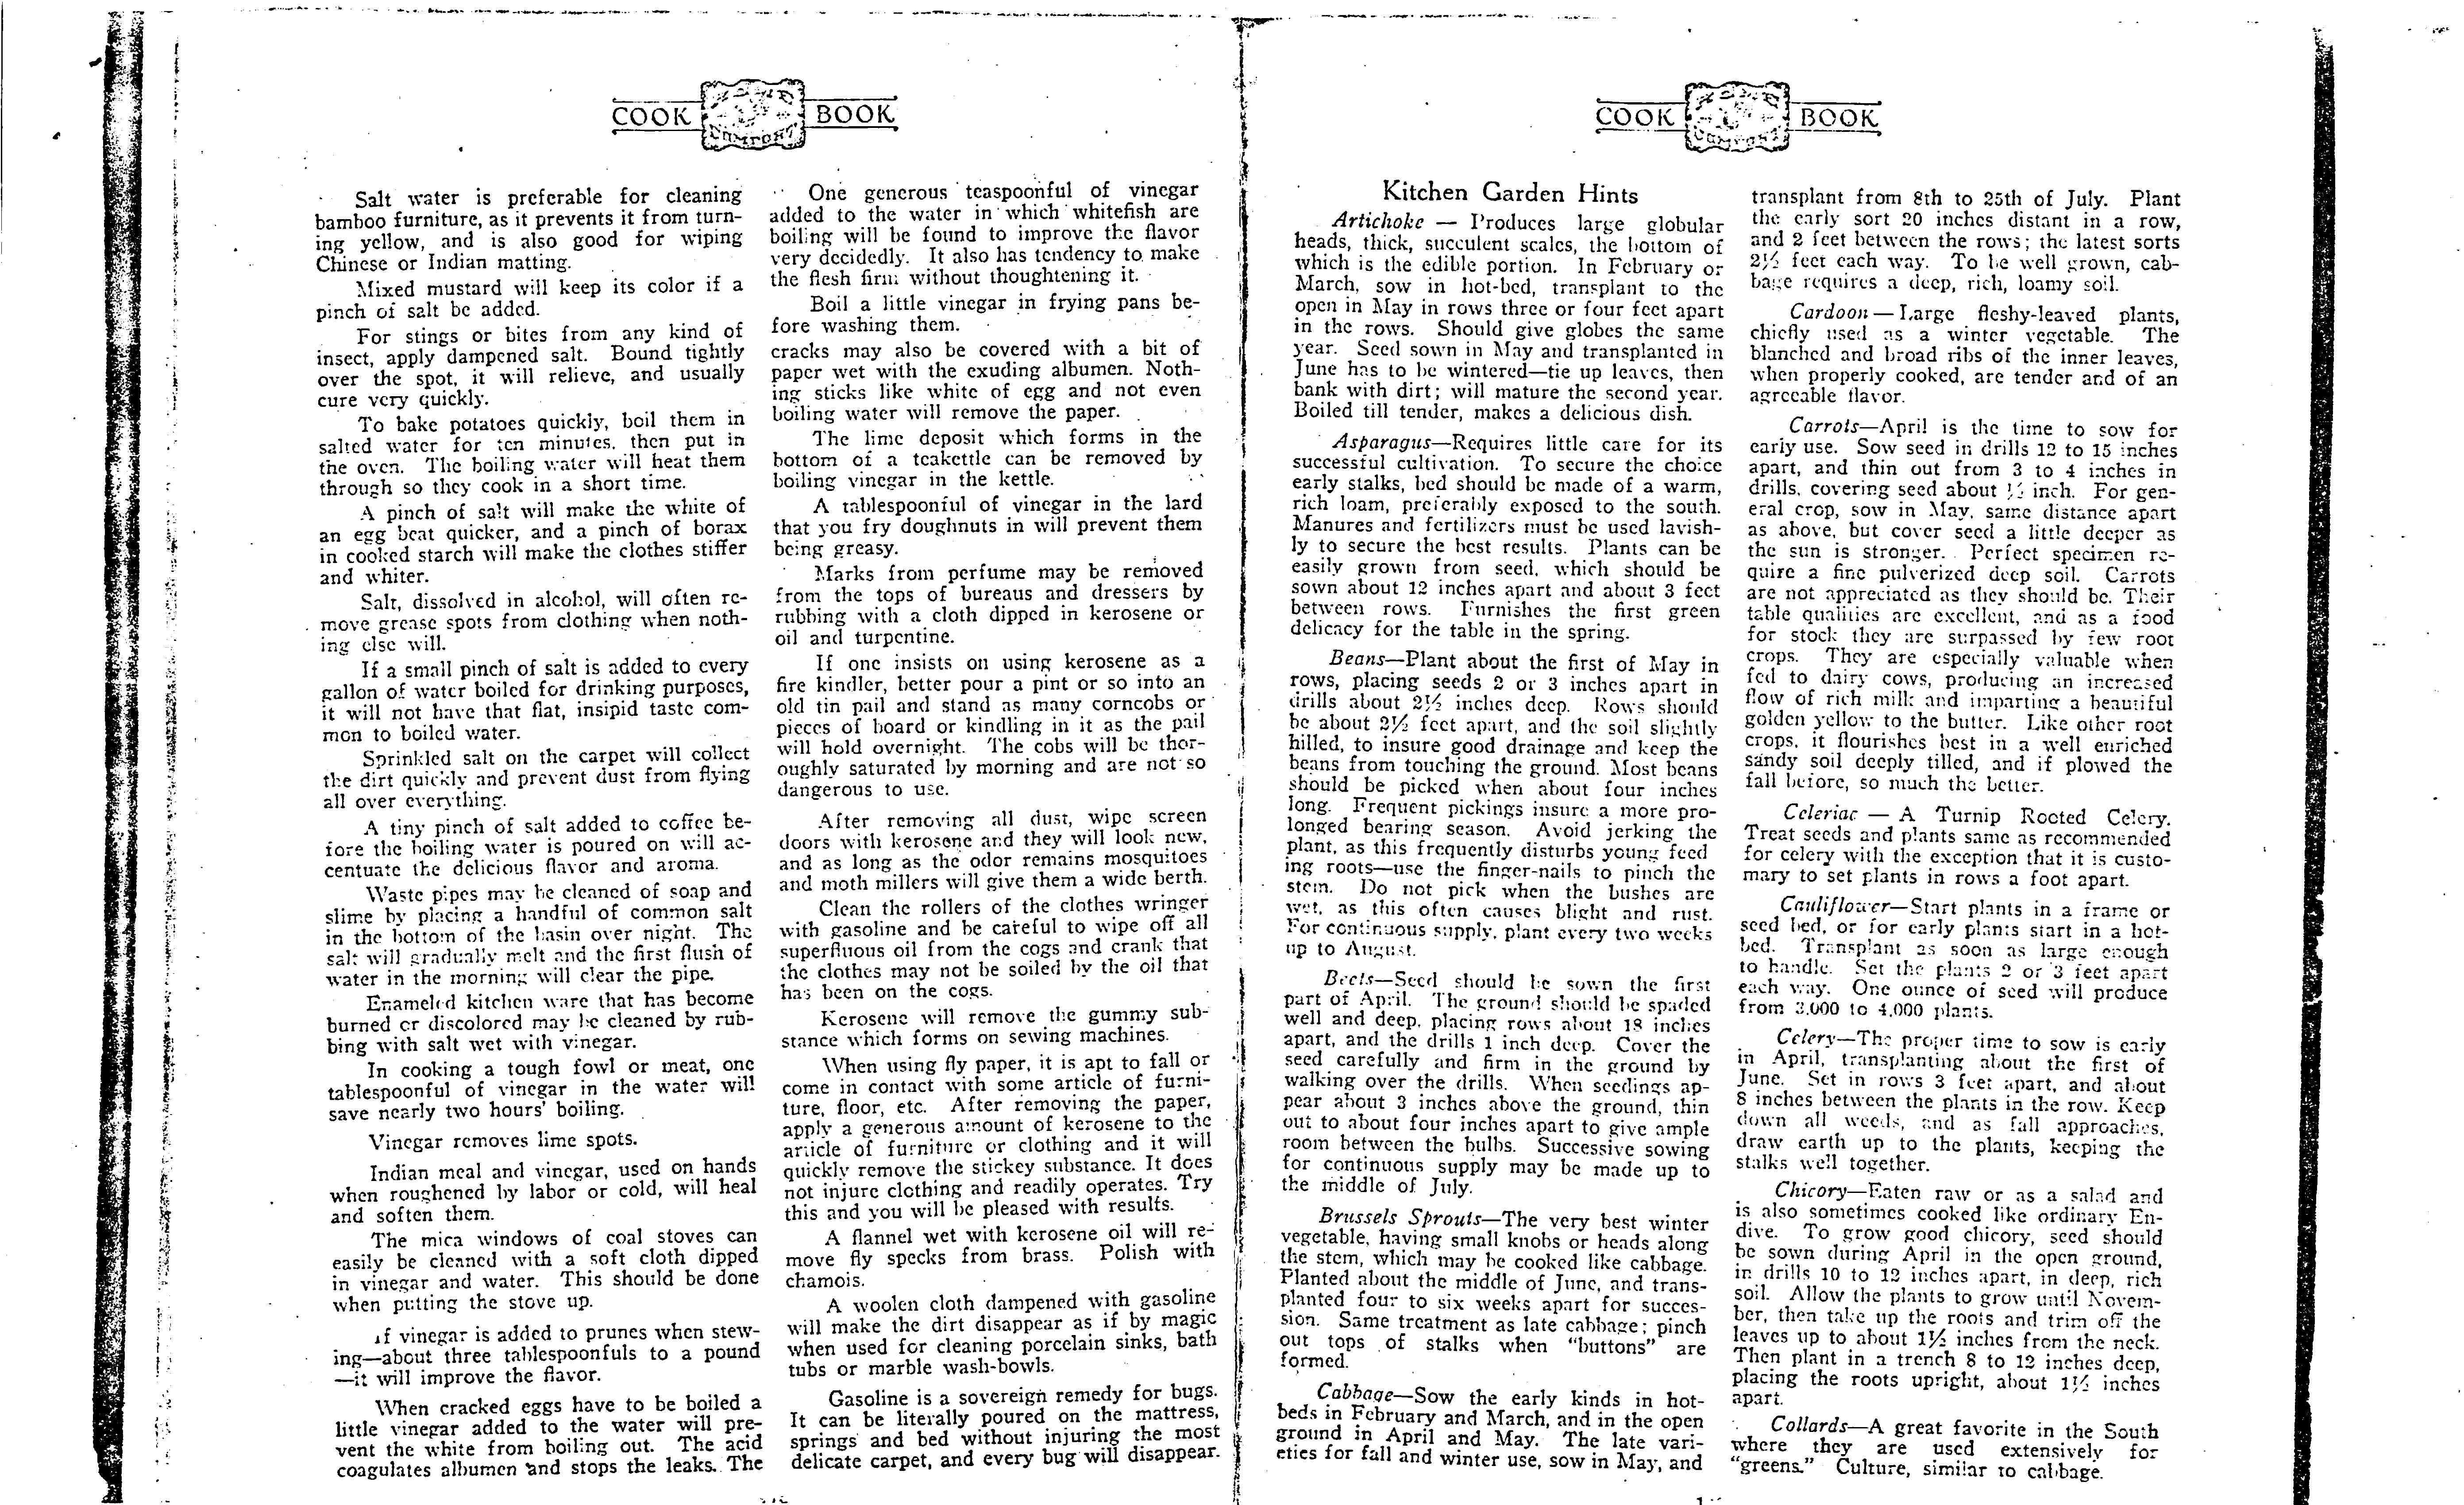 COOK COMFORT BOOK
Salt water is preferable for cleaning
bamboo furniture, as it prevents it from turn-
ing yellow, and is also good for wiping
Chinese or Indian matting.
Mixed mustard will keep its color if a
pinch of salt be added.
For stings or bites from any kind of
insect, apply dampened salt. Bound tightly
over the spot, it will relieve, and usually
cure very quickly.
To bake potatoes quickly, boil them in
salted water for ten minutes, then put in
the oven. The boiling water will heat them
through so they cook in a short time.
A pinch of salt will make the white of
an egg beat quicker, and a pinch of borax
in cooked starch will make the clothes stiffer
and whiter.
Salt, dissolved in alcohol, will often re-
move grease spots from clothing when noth-
ing else will.
If a small pinch of salt is added to every
gallon of water boiled for drinking purposes,
it will not have that flat, insipid taste com-
mon to boiled water.
Sprinkled salt on the carpet will collect
the dirt quickly and prevent dust from flying
all over everything.
A tiny pinch of salt added to coffee be-
fore the boiling water is poured on will ac-
centuate the delicious flavor and aroma.
Waste pipes may be cleaned of soap and
slime by placing a handful of common salt
in the bottom of the basin over night. The
salt will gradually melt and the first flush of
water in the morning will clear the pipe.
Enameled kitchen ware that has become
burned or discolored may be cleaned by rub-
bing with salt wet with vinegar.
In cooking a tough fowl or meat, one
tablespoonful of vinegar in the water will
save nearly two hours' boiling.
Vinegar removes lime spots.
Indian meal and vinegar, used on hands
when roughened by labor or cold, will heal
and soften them.
The mica windows of coal stoves can
easily be cleaned with a soft cloth dipped
in vinegar and water. This should be done
when putting the stove up.
If vinegar is added to prunes when stew-
ing—about three tablespoonfuls to a pound
—it will improve the flavor.
When cracked eggs have to be boiled a
little vinegar added to the water will pre-
vent the white from boiling out. The acid
coagulates albumen and stops the leaks. The
One generous teaspoonful of vinegar
added to the water in which whitefish are
boiling will be found to improve the flavor
very decidedly. It also has tendency to make
the flesh firm without thoughtening it.
Boil a little vinegar in frying pans be-
fore washing them.
cracks may also be covered with a bit of
paper wet with the exuding albumen. Noth-
ing sticks like white of egg and not even
boiling water will remove the paper.
The lime deposit which forms in the
bottom of a teakettle can be removed by
boiling vinegar in the kettle.
A tablespoonful of vinegar in the lard
that you fry doughnuts in will prevent them
being greasy.
Marks from perfume may be removed
from the tops of bureaus and dressers by
rubbing with a cloth dipped in kerosene or
oil and turpentine.
If one insists on using kerosene as a
fire kindler, better pour a pint or so into an
old tin pail and stand as many corncobs or
pieces of board or kindling in it as the pail
will hold overnight. The cobs will be thor-
oughly saturated by morning and are not so
dangerous to use.
After removing all dust, wipe screen
doors with kerosene and they will look new,
and as long as the odor remains mosquitoes
and moth millers will give them a wide berth.
Clean the rollers of the clothes wringer
with gasoline and be careful to wipe off all
superfluous oil from the cogs and crank that
the clothes may not be soiled by the oil that
has been on the cogs.
Kerosene will remove the gummy sub-
stance which forms on sewing machines.
When using fly paper, it is apt to fall or
come in contact with some article of furni-
ture, floor, etc. After removing the paper,
apply a generous amount of kerosene to the
article of furniture or clothing and it will
quickly remove the stickey substance. It does
not injure clothing and readily operates. Try
this and you will be pleased with results.
A flannel wet with kerosene oil will re-
move fly specks from brass. Polish with
chamois.
A woolen cloth dampened with gasoline
will make the dirt disappear as if by magic
when used for cleaning porcelain sinks, bath
tubs or marble wash-bowls.
Gasoline is a sovereign remedy for bugs.
It can be literally poured on the mattress,
springs and bed without injuring the most
delicate carpet, and every bug will disappear.
COOK COMFORT BOOK
Kitchen Garden Hints
Artichoke — Produces large globular
heads, thick, succulent scales, the bottom of
which is the edible portion. In February or
March, sow in hot-bed, transplant to the
open in May in rows three or four feet apart
in the rows. Should give globes the same
year. Seed sown in May and transplanted in
June has to be wintered—tie up leaves, then
bank with dirt; will mature the second year.
Boiled till tender, makes a delicious dish.
Asparagus—Requires little care for its
successful cultivation. To secure the choice
early stalks, bed should be made of a warm,
rich loam, preferably exposed to the south.
Manures and fertilizers must be used lavish-
ly to secure the best results. Plants can be
easily grown from seed, which should be
sown about 12 inches apart and about 3 feet
between rows. Furnishes the first green
delicacy for the table in the spring.
Beans—Plant about the first of May in
rows, placing seeds 2 or 3 inches apart in
drills about 2½ inches deep. Rows should
be about 2½ feet apart, and the soil slightly
hilled, to insure good drainage and keep the
beans from touching the ground. Most beans
should be picked when about four inches
long. Frequent pickings insure a more pro-
longed bearing season. Avoid jerking the
plant, as this frequently disturbs young feed
ing roots—use the finger-nails to pinch the
stem. Do not pick when the bushes are
wet, as this often causes blight and rust.
For continuous supply, plant every two weeks
up to August.
Beets—Seed should be sown the first
part of April. The ground should be spaded
well and deep, placing rows about 18 inches
apart, and the drills 1 inch deep. Cover the
seed carefully and firm in the ground by
walking over the drills. When seedings ap-
pear about 3 inches above the ground, thin
out to about four inches apart to give ample
room between the bulbs. Successive sowing
for continuous supply may be made up to
the middle of July.
Brussels Sprouts—The very best winter
vegetable, having small knobs or heads along
the stem, which may be cooked like cabbage.
Planted about the middle of June, and trans-
planted four to six weeks apart for succes-
sion. Same treatment as late cabbage; pinch
out tops of stalks when "buttons" are
formed.
Cabbage—Sow the early kinds in hot-
beds in February and March, and in the open
ground in April and May. The late vari-
eties for fall and winter use, sow in May, and
transplant from 8th to 25th of July. Plant
the early sort 20 inches distant in a row,
and 2 feet between the rows; the latest sorts
2½ feet each way. To be well grown, cab-
bage requires a deep, rich, loamy soil.
Cardoon—Large fleshy-leaved plants,
chiefly used as a winter vegetable. The
blanched and broad ribs of the inner leaves,
when properly cooked, are tender and of an
agreeable flavor.
Carrots—April is the time to sow for
early use. Sow seed in drills 12 to 15 inches
apart, and thin out from 3 to 4 inches in
drills, covering seed about ½ inch. For gen-
eral crop, sow in May, same distance apart
as above, but cover seed a little deeper as
the sun is stronger. Perfect specimen re-
quire a fine pulverized deep soil. Carrots
are not appreciated as they should be. Their
table qualities are excellent, and as a food
for stock they are surpassed by few root
crops. They are especially valuable when
fed to dairy cows, producing an increased
flow of rich milk and imparting a beautiful
golden yellow to the butter. Like other root
crops, it flourishes best in a well enriched
sandy soil deeply tilled, and if plowed the
fall before, so much the better.
Celeriac — A Turnip Rooted Celery.
Treat seeds and plants same as recommended
for celery with the exception that it is custo-
mary to set plants in rows a foot apart.
Cauliflower—Start plants in a frame or
seed bed, or for early plants start in a hot-
bed. Transplant as soon as large enough
to handle. Set the plants 2 or 3 feet apart
each way. One ounce of seed will produce
from 3,000 to 4,000 plants.
Celery—The proper time to sow is early
in April, transplanting about the first of
June. Set in rows 3 feet apart, and about
8 inches between the plants in the row. Keep
down all weeds, and as fall approaches,
draw earth up to the plants, keeping the
stalks well together.
Chicory—Eaten raw or as a salad and
is also sometimes cooked like ordinary En-
dive. To grow good chicory, seed should
be sown during April in the open ground,
in drills 10 to 12 inches apart, in deep, rich
soil. Allow the plants to grow until Novem-
ber, then take up the roots and trim off the
leaves up to about 1½ inches from the neck.
Then plant in a trench 8 to 12 inches deep,
placing the roots upright, about 1½ inches
apart.
Collards—A great favorite in the South
where they are used extensively for
"greens." Culture, similar to cabbage.